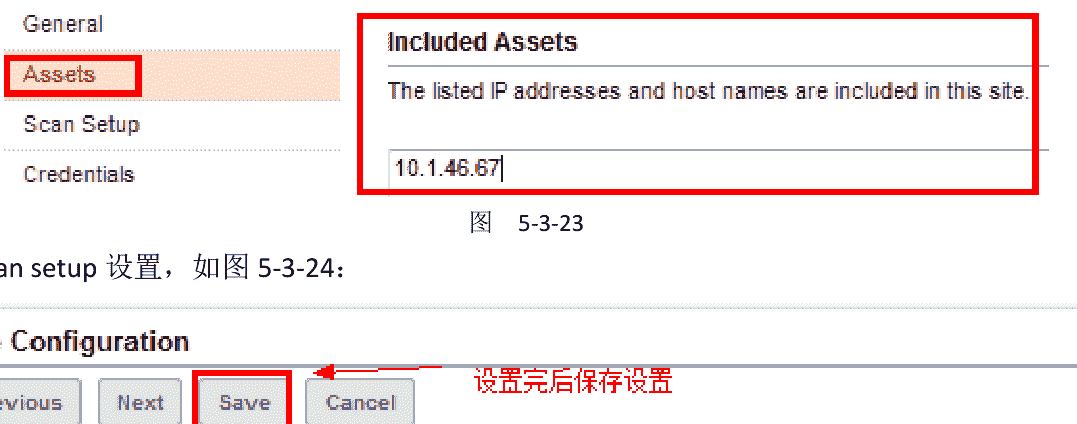 General
Assets
Scan Setup
Credentials
Included Assets
The listed IP addresses and host names are included in this site.
10.1.46.67
图 5-3-23
an setup 设置，如图 5-3-24：
Configuration
evious Next Save Cancel
设置完后保存设置